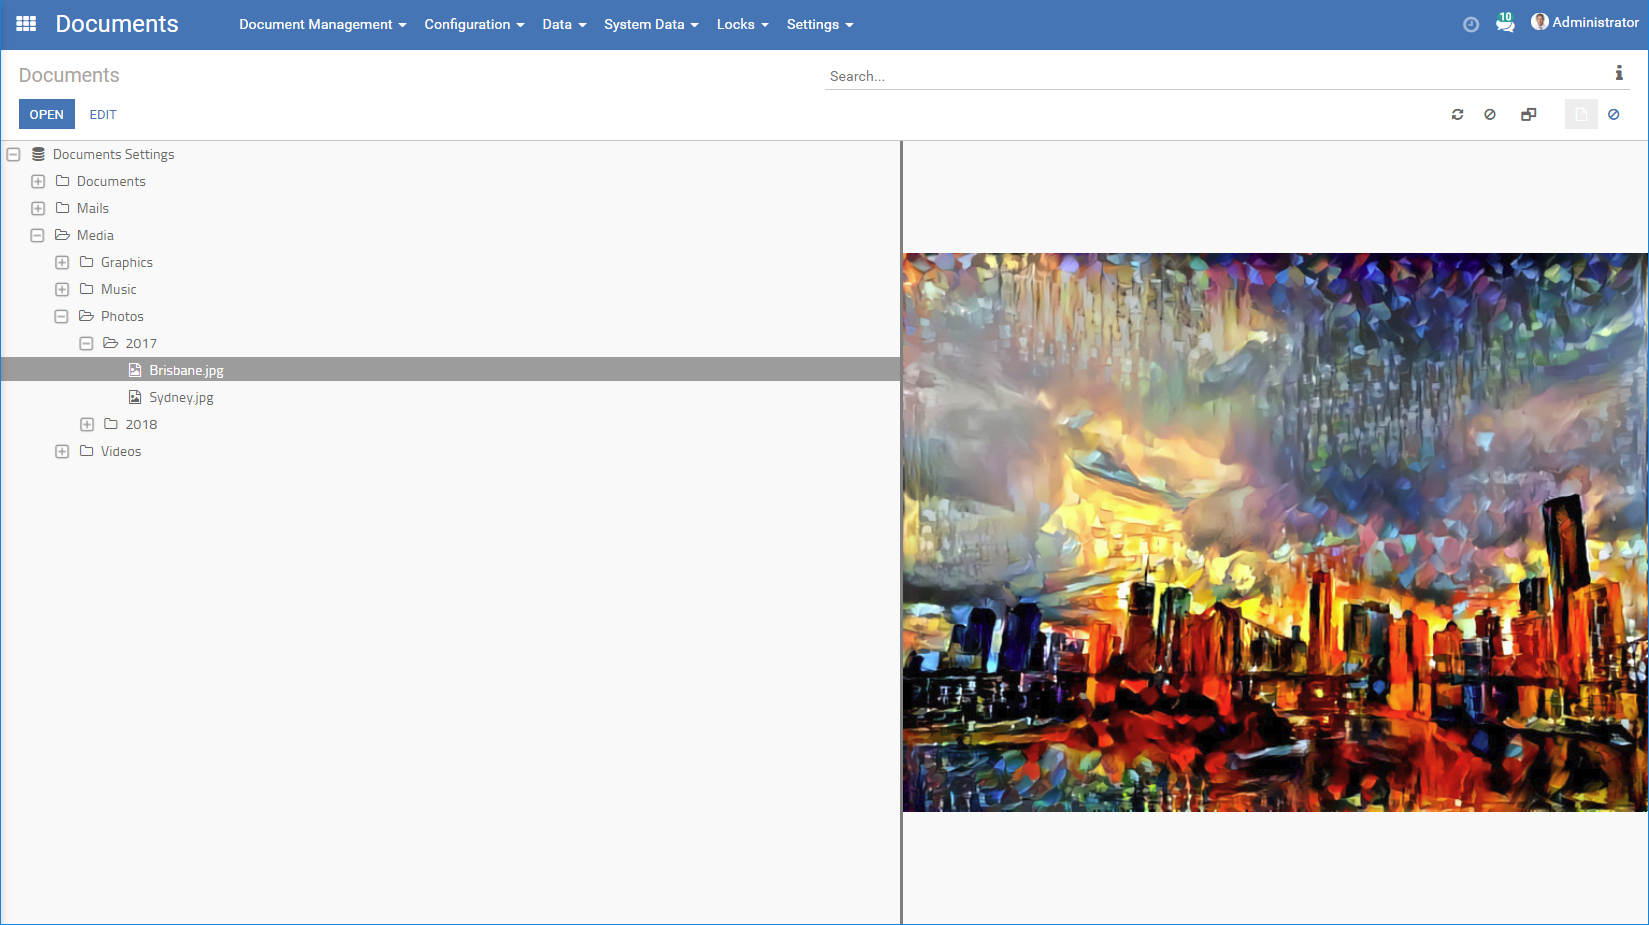 Documents
Document Management
Configuration
Data
System Data
Locks
Settings
10
Administrator
Documents
Search...
OPEN
EDIT
Documents Settings
Documents
Mails
Media
Graphics
Music
Photos
2017
Brisbane.jpg
Sydney.jpg
2018
Videos